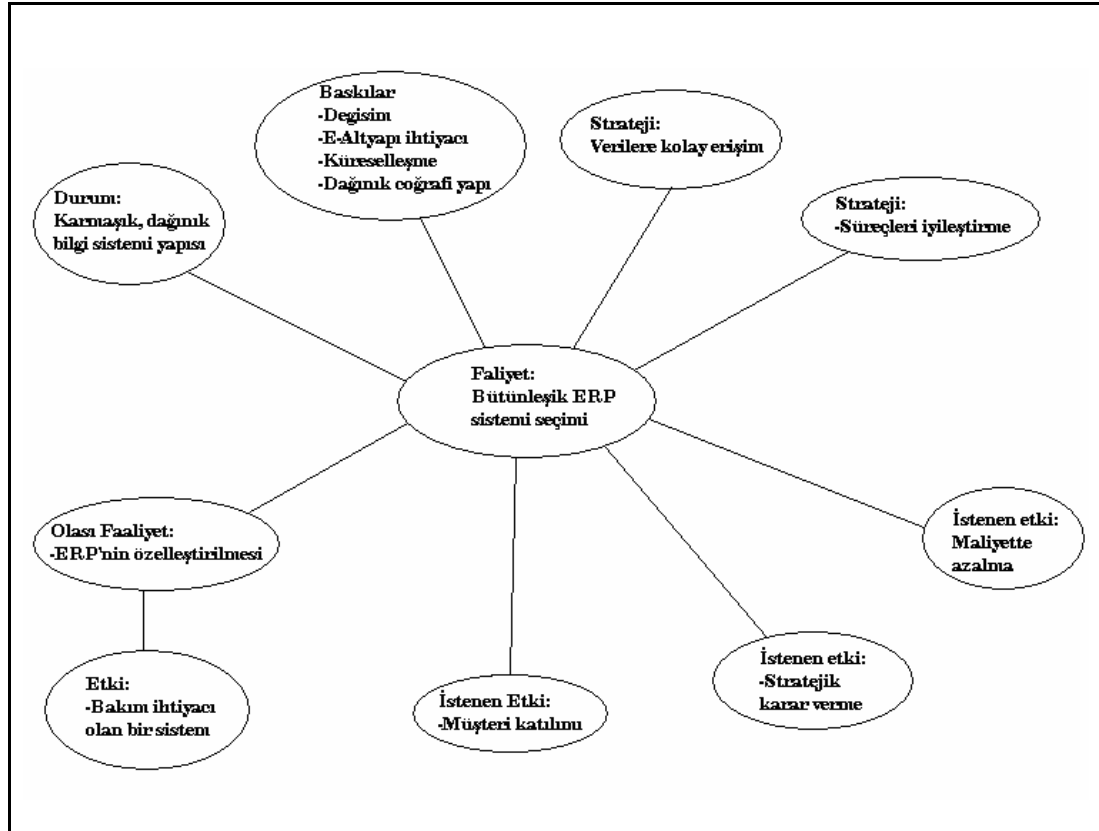 Baskılar
-Degisim
-E-Altyapı ihtiyacı
-Küreselleşme
-Dağınık coğrafi yapı
Strateji:
Verilere kolay erişim
Durum:
Karmaşık, dağınık
bilgi sistemi yapısı
Strateji:
-Süreçleri iyileştirme
Faliyet:
Bütünleşik ERP
sistemi seçimi
Olası Faaliyet:
-ERP'nin özelleştirilmesi
İstenen etki:
Maliyette
azalma
Etki:
-Bakım ihtiyacı
olan bir sistem
İstenen Etki:
-Müşteri katılımı
İstenen etki:
-Stratejik
karar verme